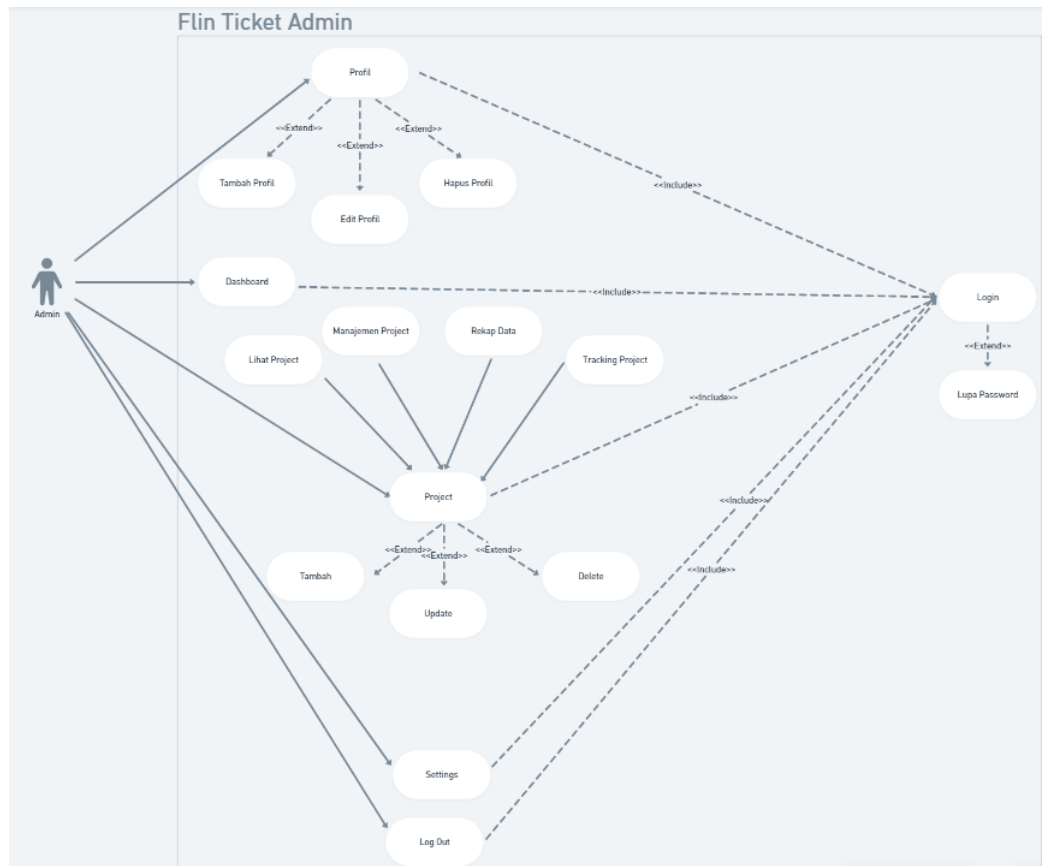 Flin Ticket Admin
Profil
<<Extend>>
<<Extend>>
<<Extend>>
Tambah Profil
Hapus Profil
Edit Profil
<<Include>>
Admin
Dashboard
<<Include>>
Login
<<Extend>>
Lupa Password
Manajemen Project
Rekap Data
Lihat Project
Tracking Project
<<Include>>
Project
<<Extend>>
<<Extend>>
<<Extend>>
Tambah
Delete
Update
<<Include>>
<<Include>>
Settings
Log Out